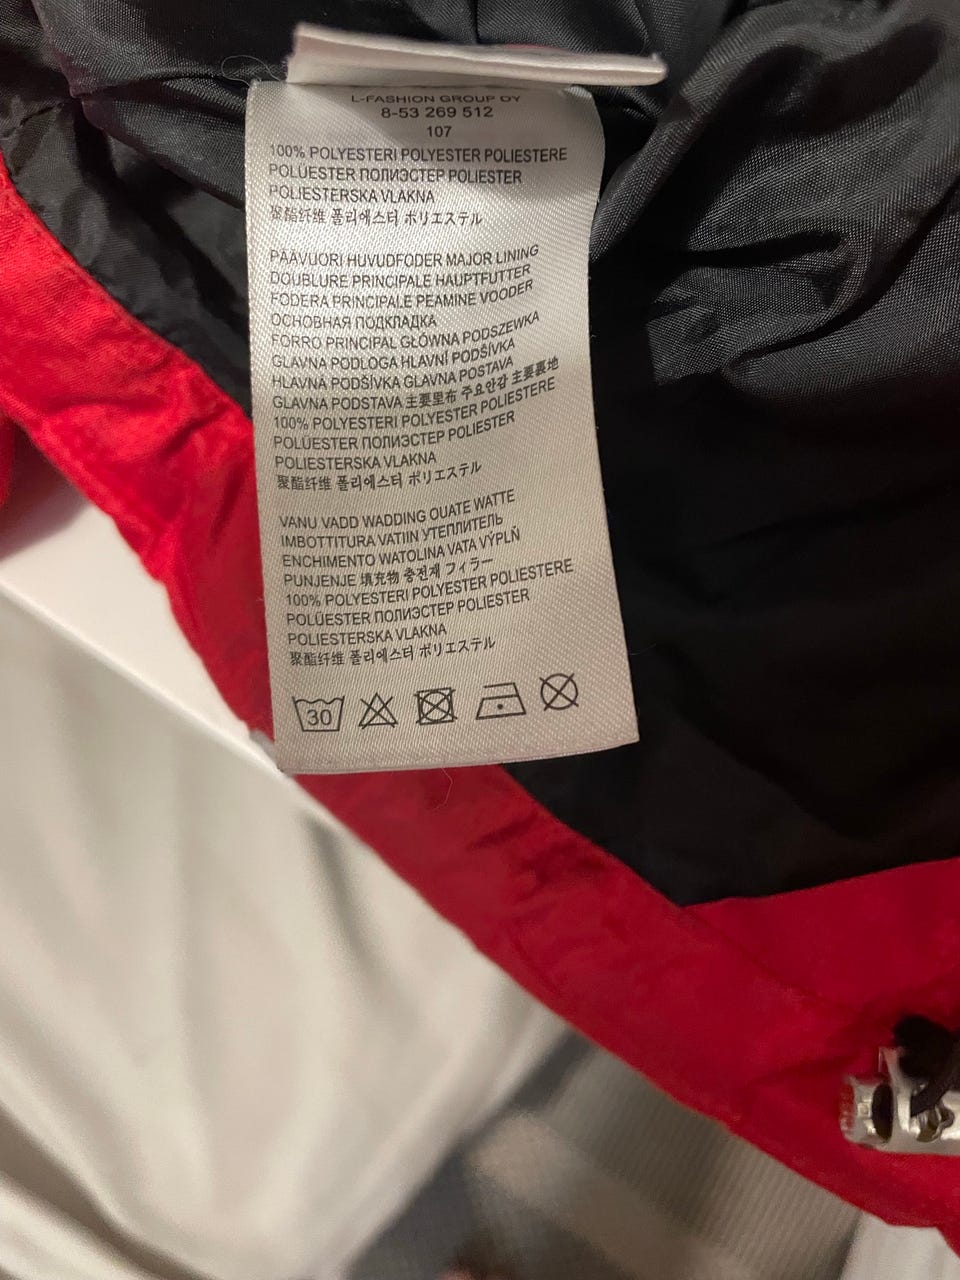 L-FASHION GROUP OY
8-53 269 512
107
100% POLYESTERI POLYESTER POLIESTERE
POLÜESTER ПОЛИЭСТЕР POLIESTER
POLIESTERSKA VLAKNA
聚酯纤维 폴리에스터 ポリエステル
PÄÄVUORI HUVUDFODER MAJOR LINING
DOUBLURE PRINCIPALE HAUPTFUTTER
FODERA PRINCIPALE PEAMINE VOODER
ОСНОВНАЯ ПОДКЛАДКА
FORRO PRINCIPAL GŁÓWNA PODSZEWKA
GLAVNA PODLOGA HLAVNÍ PODŠÍVKA
HLAVNA PODŠÍVKA GLAVNA POSTAVA
GLAVNA PODSTAVA 主要里布 주요안감 主要裏地
100% POLYESTERI POLYESTER POLIESTERE
POLÜESTER ПОЛИЭСТЕР POLIESTER
POLIESTERSKA VLAKNA
聚酯纤维 폴리에스터 ポリエステル
VANU VADD WADDING OUATE WATTE
IMBOTTITURA VATIIN УТЕПЛИТЕЛЬ
ENCHIMENTO WATOLINA VATA VÝPLŇ
PUNJENJE 填充物 충전재 フィラー
100% POLYESTERI POLYESTER POLIESTERE
POLÜESTER ПОЛИЭСТЕР POLIESTER
POLIESTERSKA VLAKNA
聚酯纤维 폴리에스터 ポリエステル
30